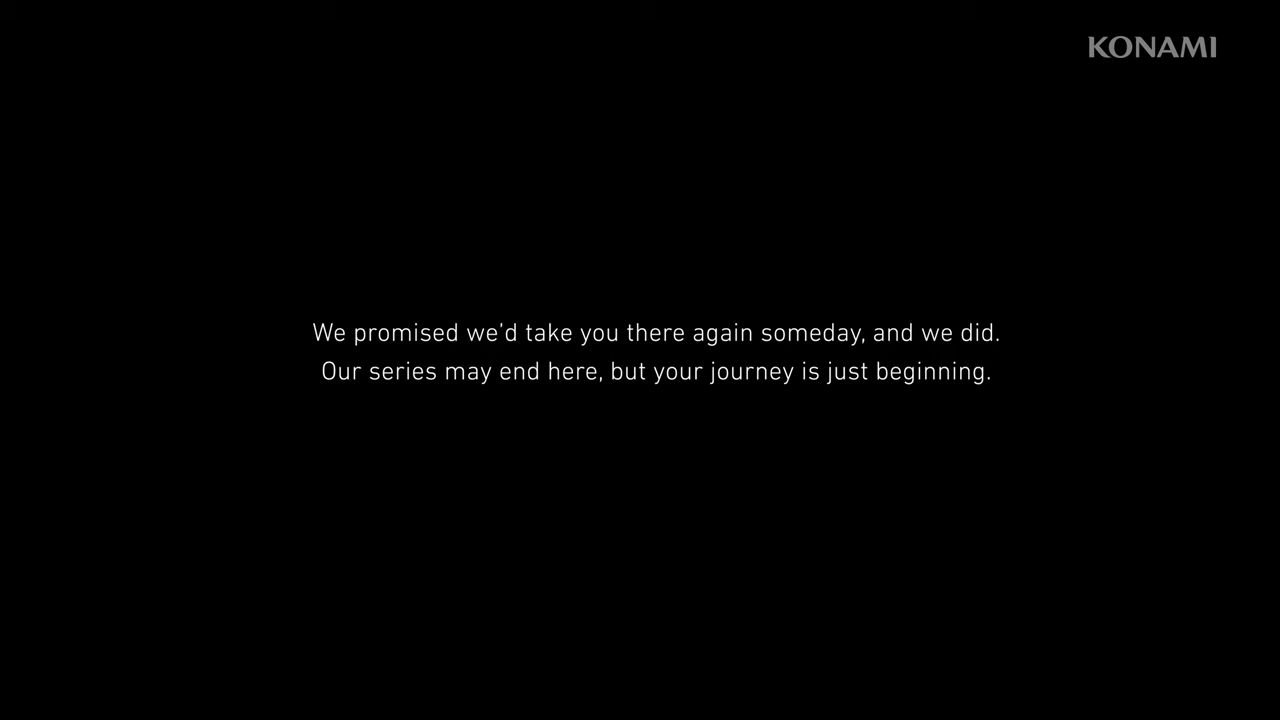 KONAMI
We promised we’d take you there again someday, and we did.
Our series may end here, but your journey is just beginning.